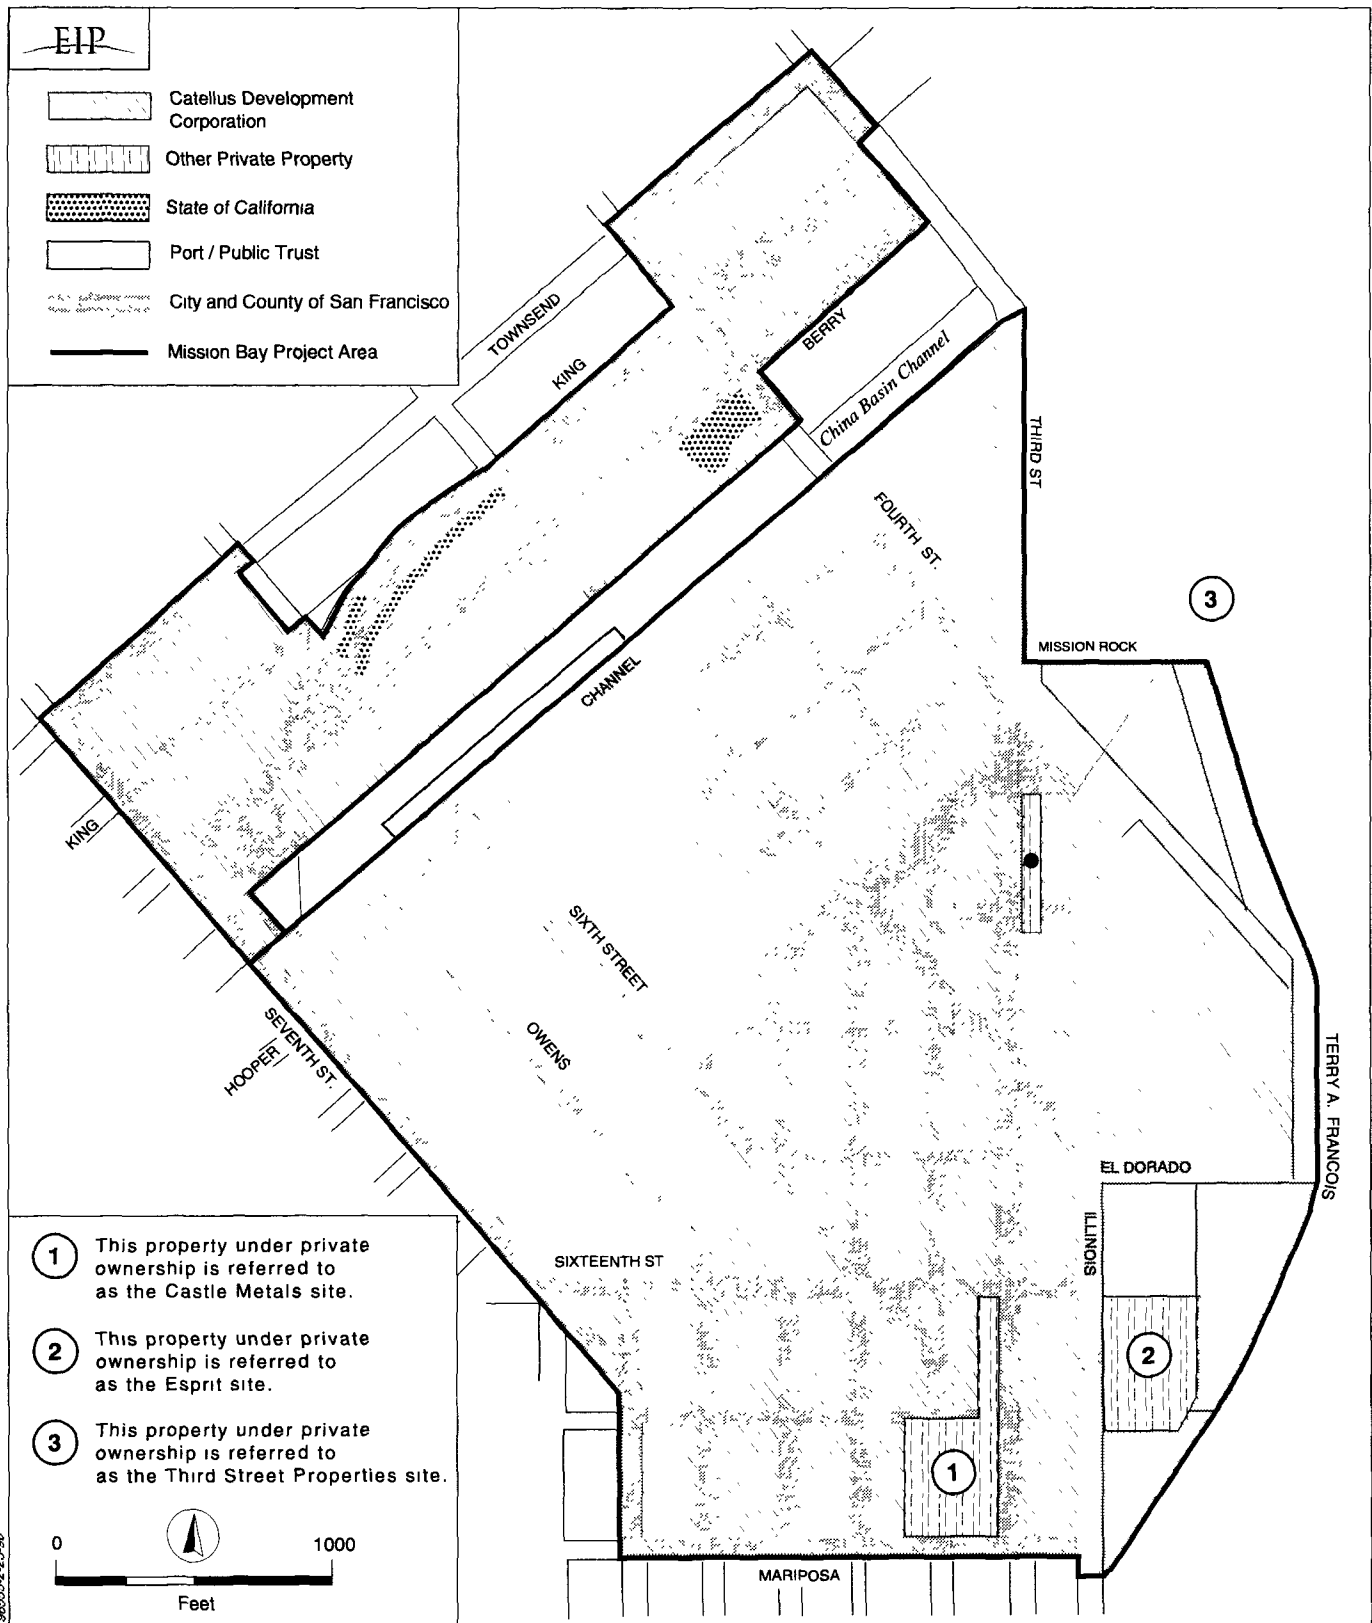 EIP
Catellus Development
Corporation
Other Private Property
State of California
Port / Public Trust
City and County of San Francisco
Mission Bay Project Area
TOWNSEND
KING
BERRY
China Basin Channel
THIRD ST
FOURTH ST.
3
MISSION ROCK
CHANNEL
KING
SIXTH STREET
OWENS
SEVENTH ST.
HOOPER
TERRY A. FRANCOIS
EL DORADO
ILLINOIS
SIXTEENTH ST
2
1
MARIPOSA
1 This property under private
ownership is referred to
as the Castle Metals site.
2 This property under private
ownership is referred to
as the Esprit site.
3 This property under private
ownership is referred to
as the Third Street Properties site.
0 1000
Feet